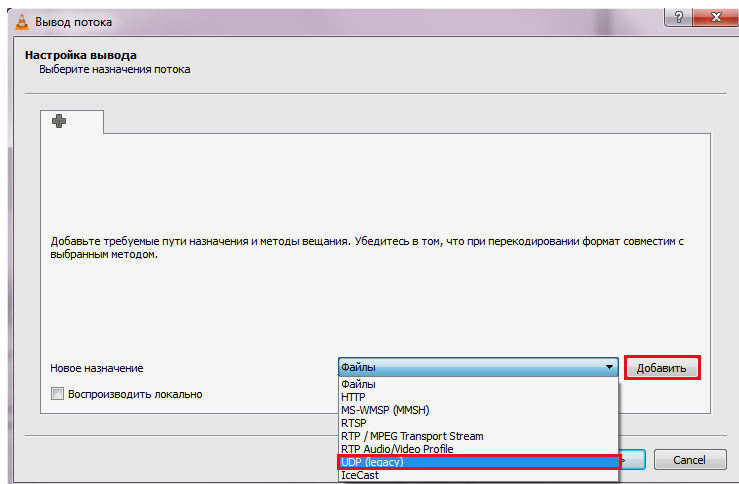 Вывод потока
Настройка вывода
Выберите назначения потока
Добавьте требуемые пути назначения и методы вещания. Убедитесь в том, что при перекодировании формат совместим с
выбранным методом.
Новое назначение
Файлы
Добавить
Воспроизводить локально
Файлы
HTTP
MS-WMSP (MMSH)
RTSP
RTP / MPEG Transport Stream
RTP Audio/Video Profile
UDP (legacy)
IceCast
Cancel